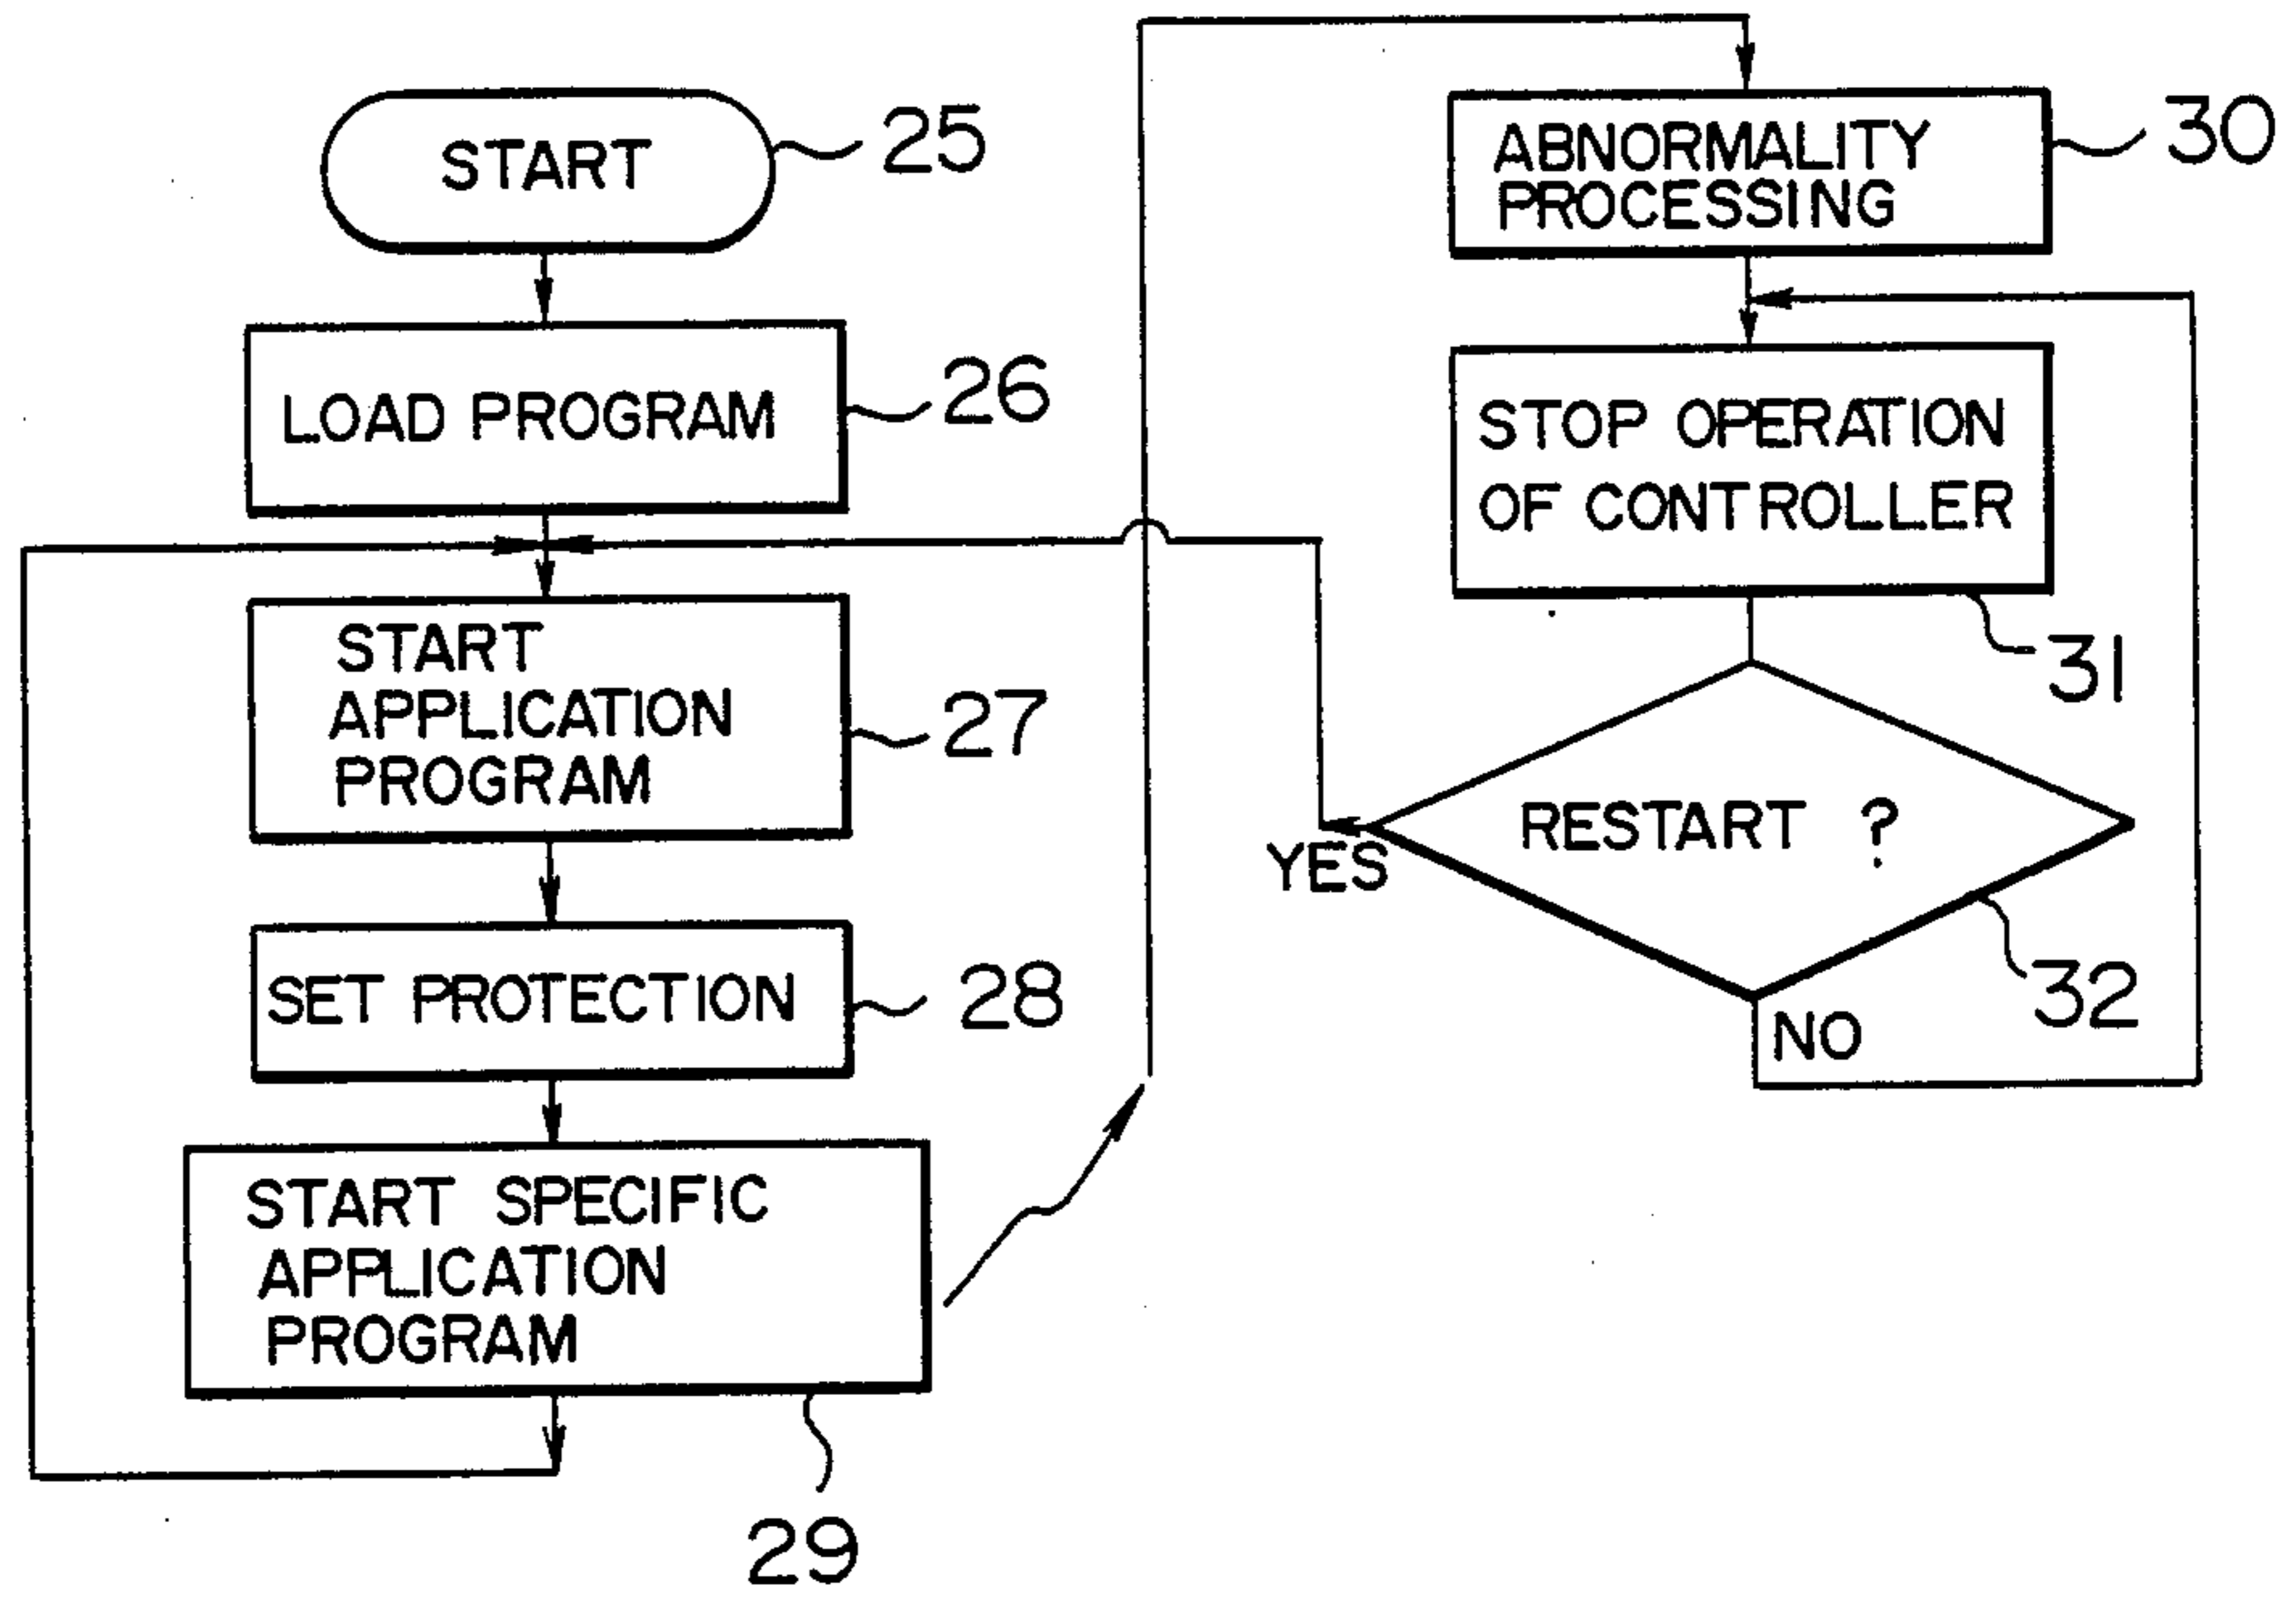 START
25
LOAD PROGRAM
26
START
APPLICATION
PROGRAM
27
SET PROTECTION
28
START SPECIFIC
APPLICATION
PROGRAM
29
ABNORMALITY
PROCESSING
30
STOP OPERATION
OF CONTROLLER
31
RESTART ?
YES
32
NO